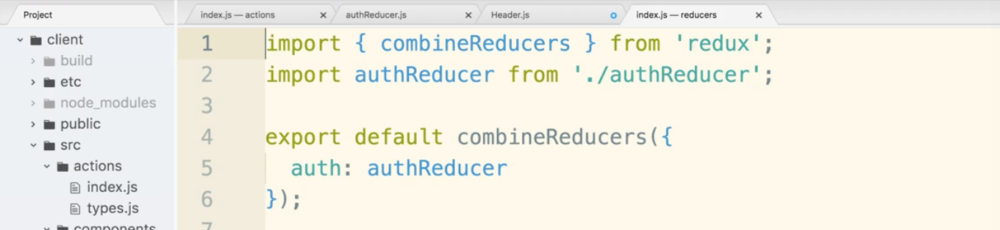 Project
index.js — actions
authReducer.js
Header.js
index.js — reducers
client
build
etc
node_modules
public
src
actions
index.js
types.js
components
1 import { combineReducers } from 'redux';
2 import authReducer from './authReducer';
3
4 export default combineReducers({
5 auth: authReducer
6 });
7